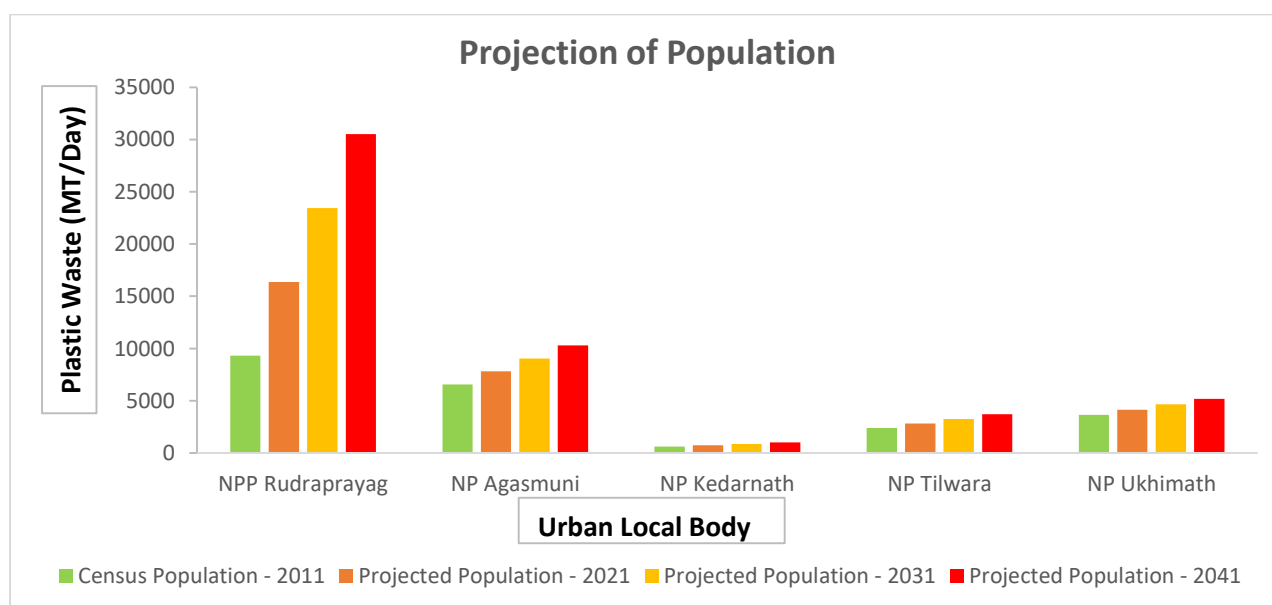 Projection of Population
Plastic Waste (MT/Day)
35000
30000
25000
20000
15000
10000
5000
0
NPP Rudraprayag NP Agasmuni NP Kedarnath NP Tilwara NP Ukhimath
Urban Local Body
Census Population - 2011 Projected Population - 2021 Projected Population - 2031 Projected Population - 2041